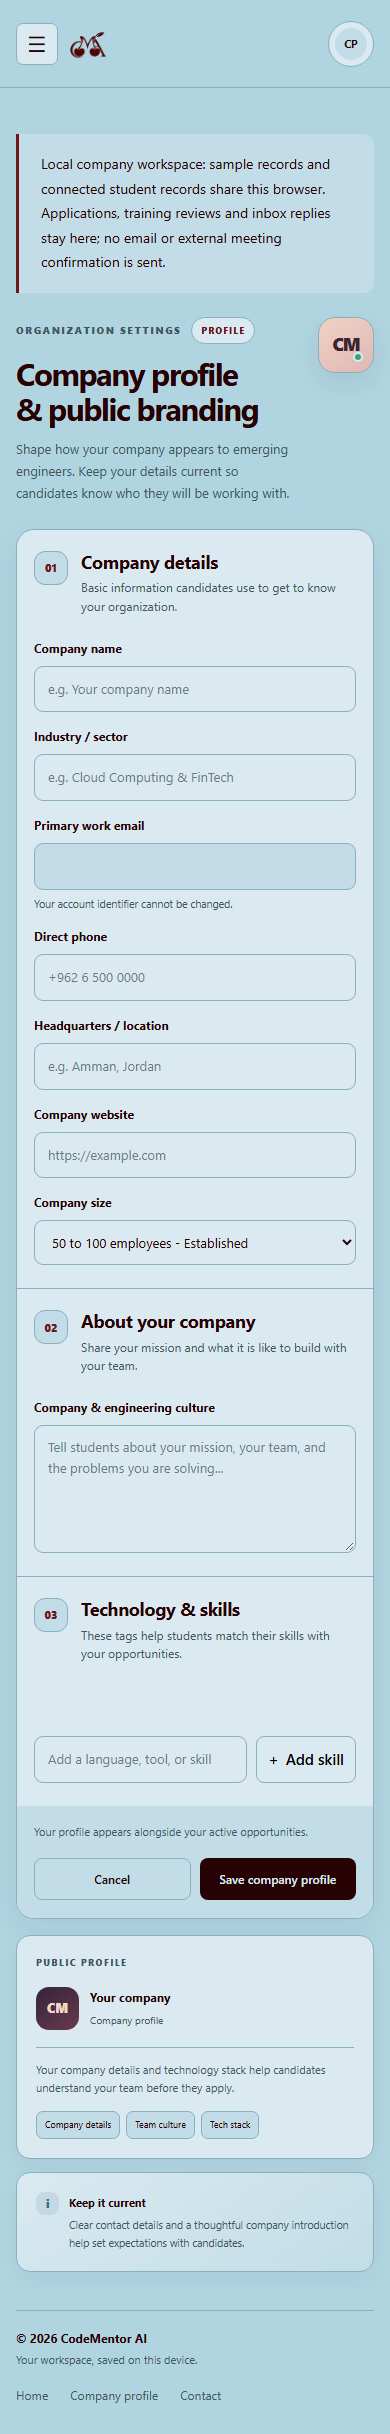 ☰
CP
Local company workspace: sample records and
connected student records share this browser.
Applications, training reviews and inbox replies
stay here; no email or external meeting
confirmation is sent.
ORGANIZATION SETTINGS PROFILE
CM
Company profile
& public branding
Shape how your company appears to emerging
engineers. Keep your details current so
candidates know who they will be working with.
01 Company details
Basic information candidates use to get to know
your organization.
Company name
e.g. Your company name
Industry / sector
e.g. Cloud Computing & FinTech
Primary work email
Your account identifier cannot be changed.
Direct phone
+962 6 500 0000
Headquarters / location
e.g. Amman, Jordan
Company website
https://example.com
Company size
50 to 100 employees - Established
02 About your company
Share your mission and what it is like to build with
your team.
Company & engineering culture
Tell students about your mission, your team, and
the problems you are solving...
03 Technology & skills
These tags help students match their skills with
your opportunities.
Add a language, tool, or skill
+ Add skill
Your profile appears alongside your active opportunities.
Cancel
Save company profile
PUBLIC PROFILE
CM
Your company
Company profile
Your company details and technology stack help candidates
understand your team before they apply.
Company details Team culture Tech stack
i Keep it current
Clear contact details and a thoughtful company introduction
help set expectations with candidates.
© 2026 CodeMentor AI
Your workspace, saved on this device.
Home Company profile Contact